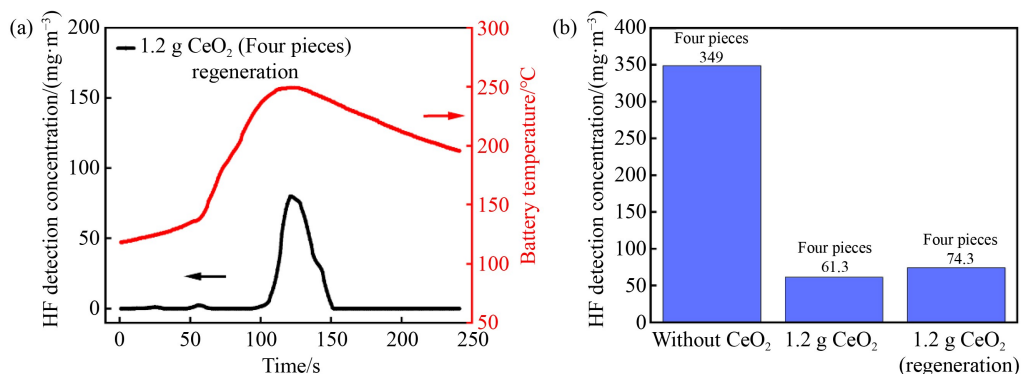 (a)
200
150
100
50
0
HF detection concentration/(mg·m⁻³)
1.2 g CeO₂ (Four pieces)
regeneration
300
250
200
150
100
50
Battery temperature/°C
0
50
100
150
200
250
Time/s
(b)
400
350
300
250
200
150
100
50
0
HF detection concentration/(mg·m⁻³)
Four pieces
349
Four pieces
61.3
Four pieces
74.3
Without CeO₂
1.2 g CeO₂
1.2 g CeO₂
(regeneration)